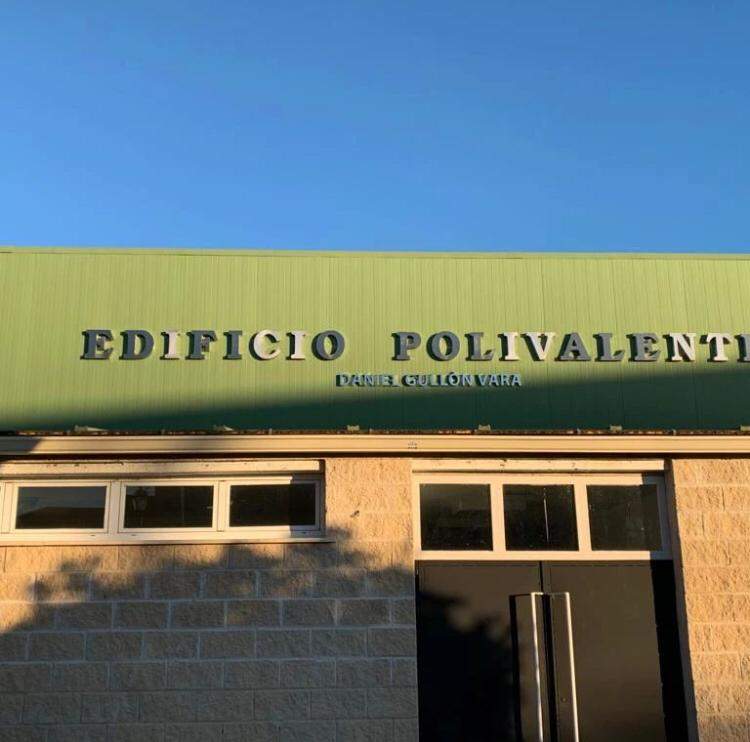 EDIFICIO POLIVALENTE
DANIEL GULLÓN VARA